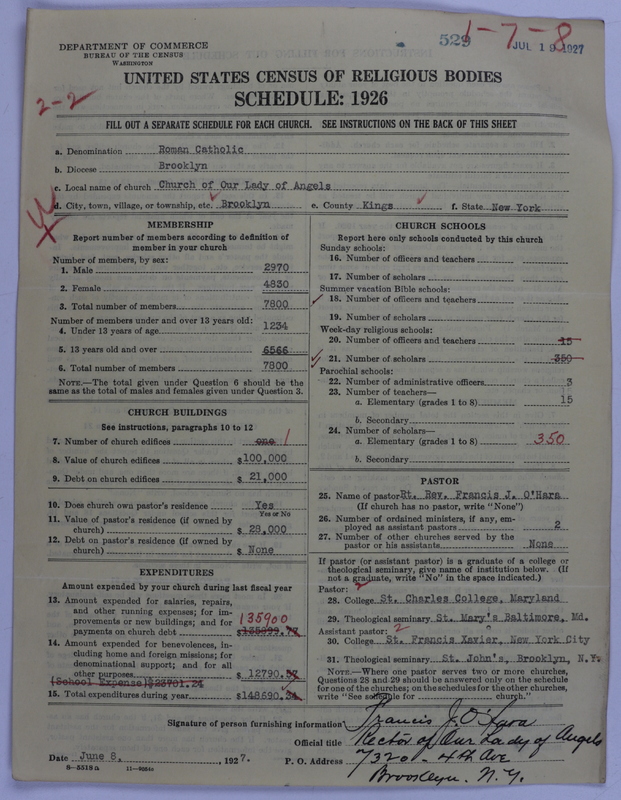 529
1-7-8
JUL 19 1927
DEPARTMENT OF COMMERCE
BUREAU OF THE CENSUS
WASHINGTON
UNITED STATES CENSUS OF RELIGIOUS BODIES
SCHEDULE: 1926
2-2
FILL OUT A SEPARATE SCHEDULE FOR EACH CHURCH. SEE INSTRUCTIONS ON THE BACK OF THIS SHEET
a. Denomination Roman Catholic
b. Diocese Brooklyn
c. Local name of church Church of Our Lady of Angels
d. City, town, village, or township, etc. Brooklyn e. County Kings f. State New York
MEMBERSHIP
Report number of members according to definition of
member in your church
Number of members, by sex:
1. Male 2970
2. Female 4830
3. Total number of members 7800
Number of members under and over 13 years old:
4. Under 13 years of age 1234
5. 13 years old and over 6566
6. Total number of members 7800
NOTE.—The total given under Question 6 should be the
same as the total of males and females given under Question 3.
CHURCH BUILDINGS
See instructions, paragraphs 10 to 12
7. Number of church edifices one 1
8. Value of church edifices $100,000
9. Debt on church edifices $ 21,000
10. Does church own pastor's residence Yes
Yes or No
11. Value of pastor's residence (if owned by
church) $ 28,000
12. Debt on pastor's residence (if owned by
church) $ None
EXPENDITURES
Amount expended by your church during last fiscal year
13. Amount expended for salaries, repairs,
and other running expenses; for im-
provements or new buildings; and for 135900
payments on church debt $135899.77
14. Amount expended for benevolences, in-
cluding home and foreign missions; for
denominational support; and for all
other purposes $ 12790.57
(School Expense)$23701.24
15. Total expenditures during year $148690.34
CHURCH SCHOOLS
Report here only schools conducted by this church
Sunday schools:
16. Number of officers and teachers
17. Number of scholars
Summer vacation Bible schools:
18. Number of officers and teachers
19. Number of scholars
Week-day religious schools:
20. Number of officers and teachers 15
21. Number of scholars 350
Parochial schools:
22. Number of administrative officers 3
23. Number of teachers—
a. Elementary (grades 1 to 8) 15
b. Secondary
24. Number of scholars—
a. Elementary (grades 1 to 8) 350
b. Secondary
PASTOR
25. Name of pastor Rt. Rev. Francis J. O'Hara
(If church has no pastor, write "None")
26. Number of ordained ministers, if any, em-
ployed as assistant pastors 2
27. Number of other churches served by the
pastor or his assistants None
If pastor (or assistant pastor) is a graduate of a college or
theological seminary, give name of institution below. (If
not a graduate, write "No" in the space indicated.)
Pastor: 2
28. College St. Charles College, Maryland
29. Theological seminary St. Mary's Baltimore, Md.
Assistant pastor: 2
30. College St. Francis Xavier, New York City
31. Theological seminary St. John's, Brooklyn, N.Y.
NOTE.—Where one pastor serves two or more churches,
Questions 28 and 29 should be answered only on the schedule
for one of the churches; on the schedules for the other churches,
write "See schedule for church."
Signature of person furnishing information Francis J. O'Hara
Official title Rector of Our Lady of Angels
Date June 8, 1927. P. O. Address 7320 - 4th Ave
8—3518a 11—9054a
Brooklyn. N.Y.